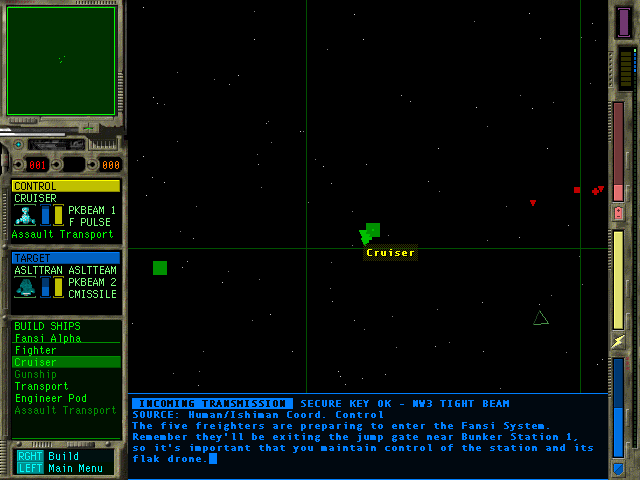 001
000
CONTROL
CRUISER
PKBEAM 1
F PULSE
Assault Transport
TARGET
ASLTTRAN ASLTTEAM
PKBEAM 2
CMISSILE
BUILD SHIPS
Fansi Alpha
Fighter
Cruiser
Gunship
Transport
Engineer Pod
Assault Transport
RGHT Build
LEFT Main Menu
Cruiser
INCOMING TRANSMISSION SECURE KEY OK - NW3 TIGHT BEAM
SOURCE: Human/Ishiman Coord. Control
The five freighters are preparing to enter the Fansi System.
Remember they'll be exiting the jump gate near Bunker Station 1,
so it's important that you maintain control of the station and its
flak drone.